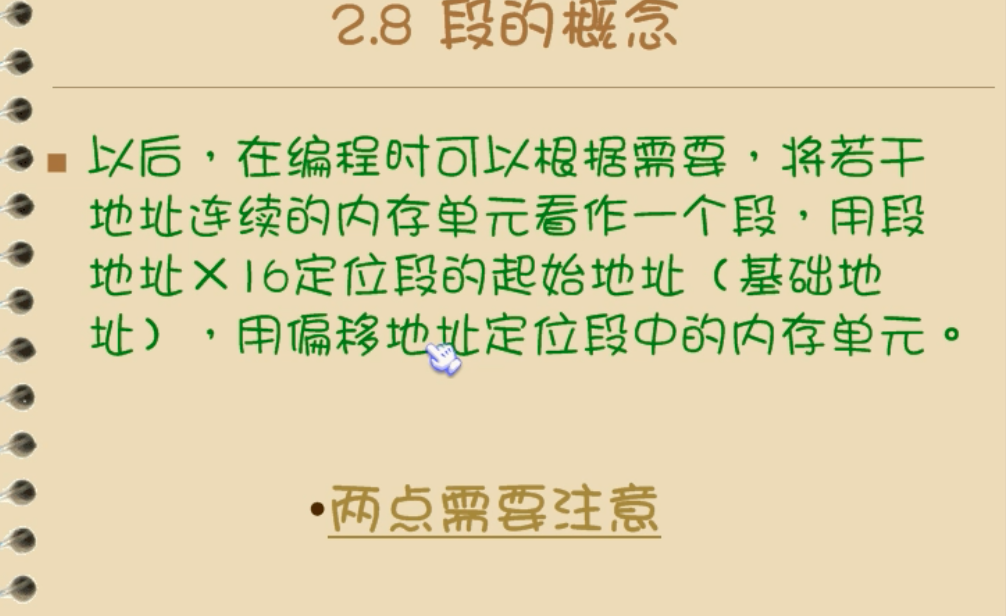 2.8 段的概念
以后，在编程时可以根据需要，将若干
地址连续的内存单元看作一个段，用段
地址×16定位段的起始地址（基础地
址），用偏移地址定位段中的内存单元。
•两点需要注意